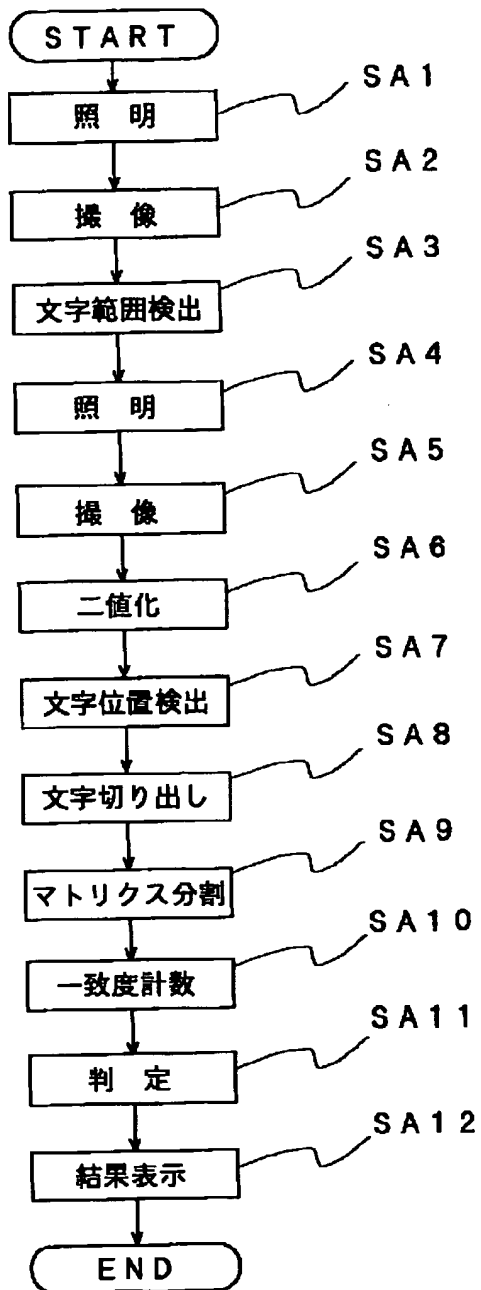 START
SA1
照 明
SA2
撮 像
SA3
文字範囲検出
SA4
照 明
SA5
撮 像
SA6
二値化
SA7
文字位置検出
SA8
文字切り出し
SA9
マトリクス分割
SA10
一致度計数
SA11
判 定
SA12
結果表示
END